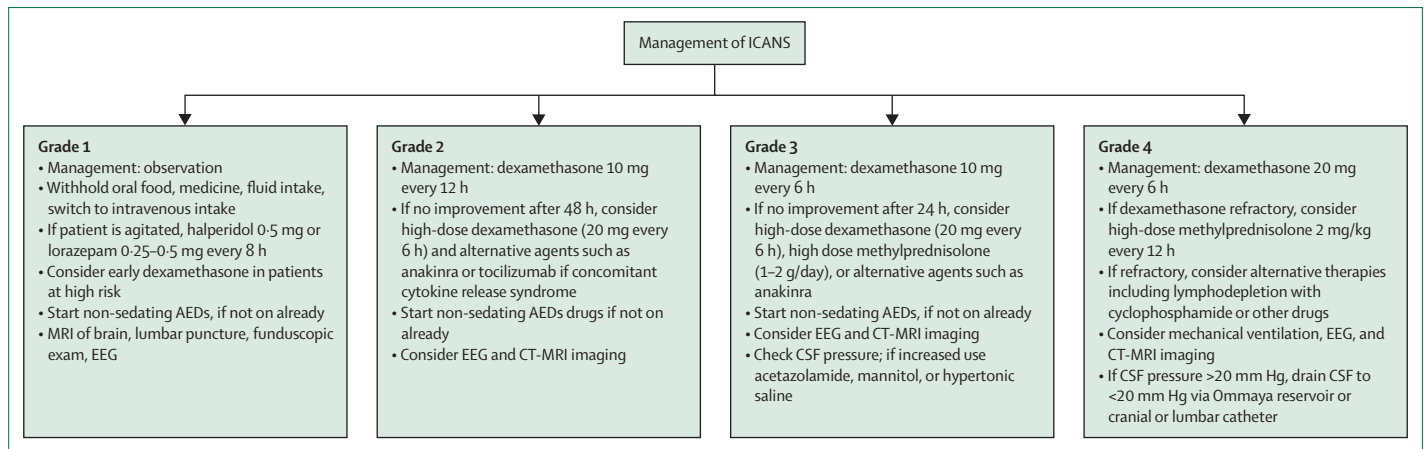 Management of ICANS
Grade 1
• Management: observation
• Withhold oral food, medicine, fluid intake,
switch to intravenous intake
• If patient is agitated, halperidol 0·5 mg or
lorazepam 0·25–0·5 mg every 8 h
• Consider early dexamethasone in patients
at high risk
• Start non-sedating AEDs, if not on already
• MRI of brain, lumbar puncture, funduscopic
exam, EEG
Grade 2
• Management: dexamethasone 10 mg
every 12 h
• If no improvement after 48 h, consider
high-dose dexamethasone (20 mg every
6 h) and alternative agents such as
anakinra or tocilizumab if concomitant
cytokine release syndrome
• Start non-sedating AEDs drugs if not on
already
• Consider EEG and CT-MRI imaging
Grade 3
• Management: dexamethasone 10 mg
every 6 h
• If no improvement after 24 h, consider
high-dose dexamethasone (20 mg every
6 h), high dose methylprednisolone
(1–2 g/day), or alternative agents such as
anakinra
• Start non-sedating AEDs, if not on already
• Consider EEG and CT-MRI imaging
• Check CSF pressure; if increased use
acetazolamide, mannitol, or hypertonic
saline
Grade 4
• Management: dexamethasone 20 mg
every 6 h
• If dexamethasone refractory, consider
high-dose methylprednisolone 2 mg/kg
every 12 h
• If refractory, consider alternative therapies
including lymphodepletion with
cyclophosphamide or other drugs
• Consider mechanical ventilation, EEG, and
CT-MRI imaging
• If CSF pressure >20 mm Hg, drain CSF to
<20 mm Hg via Ommaya reservoir or
cranial or lumbar catheter